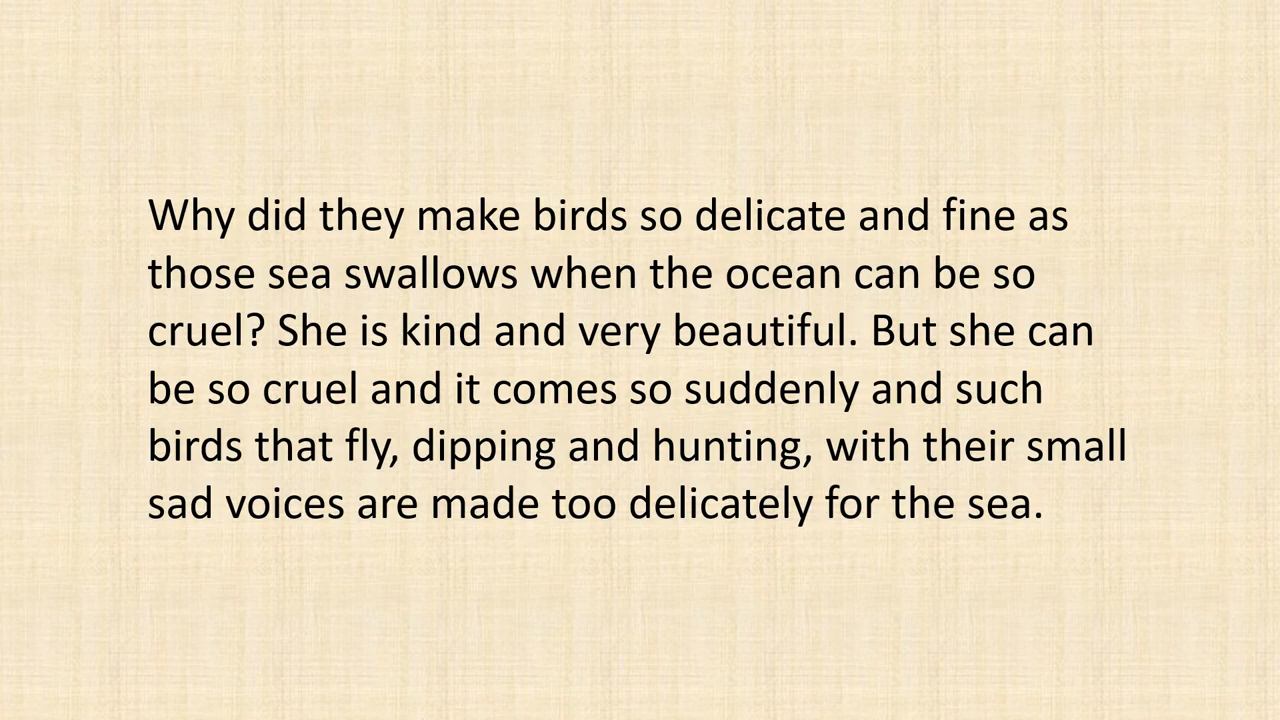 Why did they make birds so delicate and fine as
those sea swallows when the ocean can be so
cruel? She is kind and very beautiful. But she can
be so cruel and it comes so suddenly and such
birds that fly, dipping and hunting, with their small
sad voices are made too delicately for the sea.